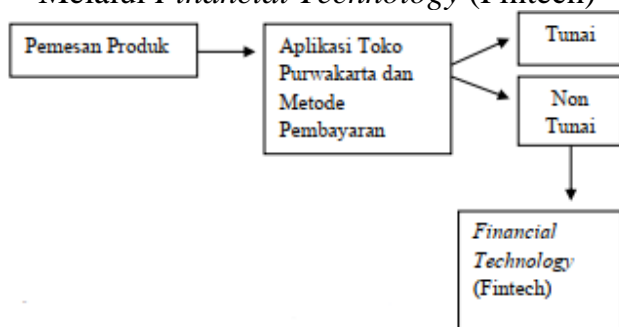 Melalui Financial Technology (Fintech)
Pemesan Produk
Aplikasi Toko
Purwakarta dan
Metode
Pembayaran
Tunai
Non
Tunai
Financial
Technology
(Fintech)